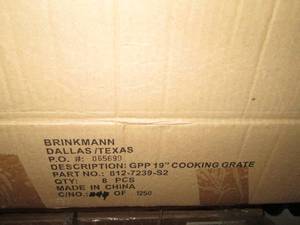 BRINKMANN
DALLAS/TEXAS
P.O. #: 065699
DESCRIPTION: GPP 19" COOKING GRATE
PART NO.: 812-7239-S2
QTY: 8 PCS
MADE IN CHINA
C/NO.: OF 1250